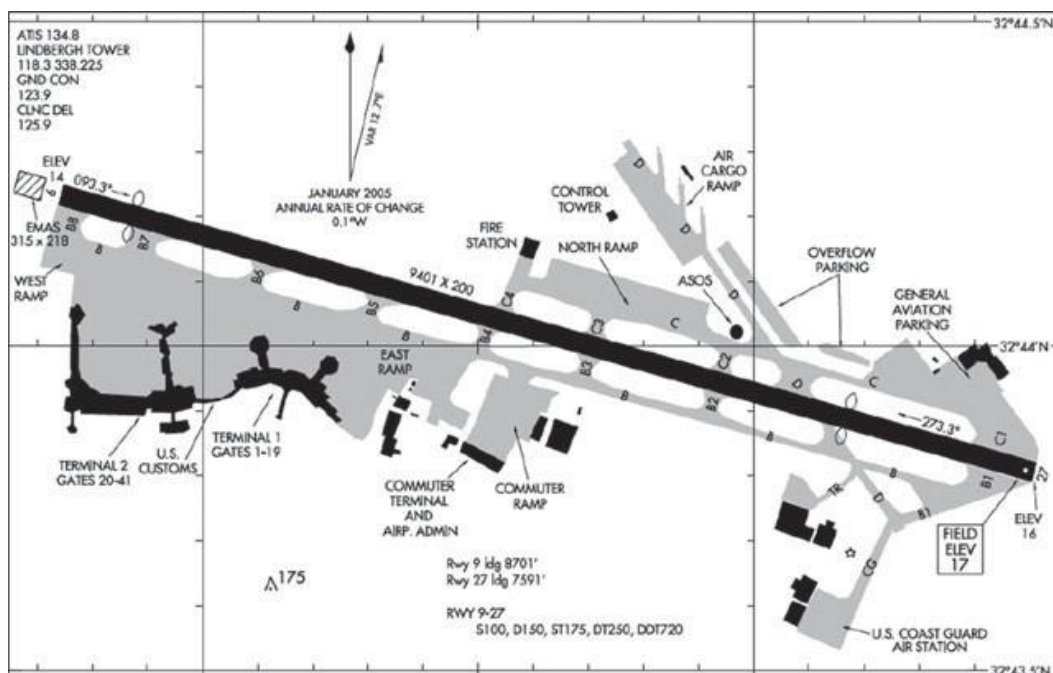 ATIS 134.8
LINDBERGH TOWER
118.3 338.225
GND CON
123.9
CLNC DEL
125.9
32°44.5'
VAR 12.7°E
JANUARY 2005
ANNUAL RATE OF CHANGE
0.1°W
ELEV
14
9
093.3°
EMAS
315 x 218
WEST
RAMP
B8
B
B7
B6
B
B5
B
B4
C4
9401 X 200
FIRE
STATION
CONTROL
TOWER
NORTH RAMP
AIR
CARGO
RAMP
D
D
D
ASOS
OVERFLOW
PARKING
GENERAL
AVIATION
PARKING
32°44'
C3
C
C2
D
C
B3
B
B2
B
273.3°
C1
B
B1
B1
27
TR
D
CG
ELEV
16
FIELD
ELEV
17
EAST
RAMP
TERMINAL 2
GATES 20-41
U.S.
CUSTOMS
TERMINAL 1
GATES 1-19
COMMUTER
TERMINAL
AND
AIRP. ADMIN
COMMUTER
RAMP
175
Rwy 9 ldg 8701'
Rwy 27 ldg 7591'
RWY 9-27
S100, D150, ST175, DT250, DDT720
U.S. COAST GUARD
AIR STATION
32°43.5'